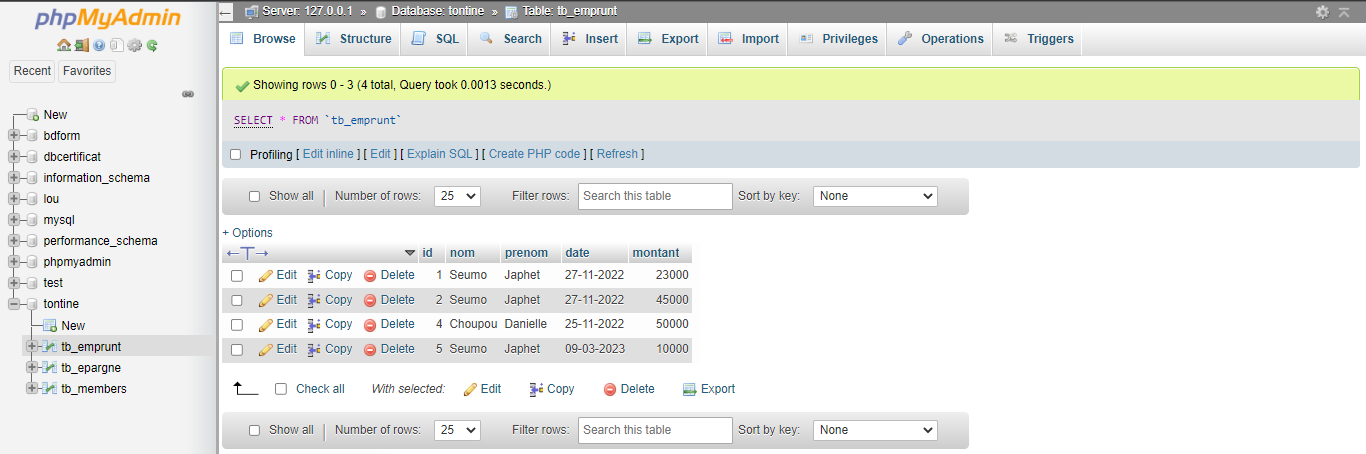 phpMyAdmin
Recent Favorites
New
bdform
dbcertificat
information_schema
lou
mysql
performance_schema
phpmyadmin
test
tontine
New
tb_emprunt
tb_epargne
tb_members
Server: 127.0.0.1 » Database: tontine » Table: tb_emprunt
Browse Structure SQL Search Insert Export Import Privileges Operations Triggers
Showing rows 0 - 3 (4 total, Query took 0.0013 seconds.)
SELECT * FROM `tb_emprunt`
Profiling [ Edit inline ] [ Edit ] [ Explain SQL ] [ Create PHP code ] [ Refresh ]
Show all Number of rows: 25 Filter rows: Search this table Sort by key: None
+ Options
id nom prenom date montant
Edit Copy Delete 1 Seumo Japhet 27-11-2022 23000
Edit Copy Delete 2 Seumo Japhet 27-11-2022 45000
Edit Copy Delete 4 Choupou Danielle 25-11-2022 50000
Edit Copy Delete 5 Seumo Japhet 09-03-2023 10000
Check all With selected: Edit Copy Delete Export
Show all Number of rows: 25 Filter rows: Search this table Sort by key: None